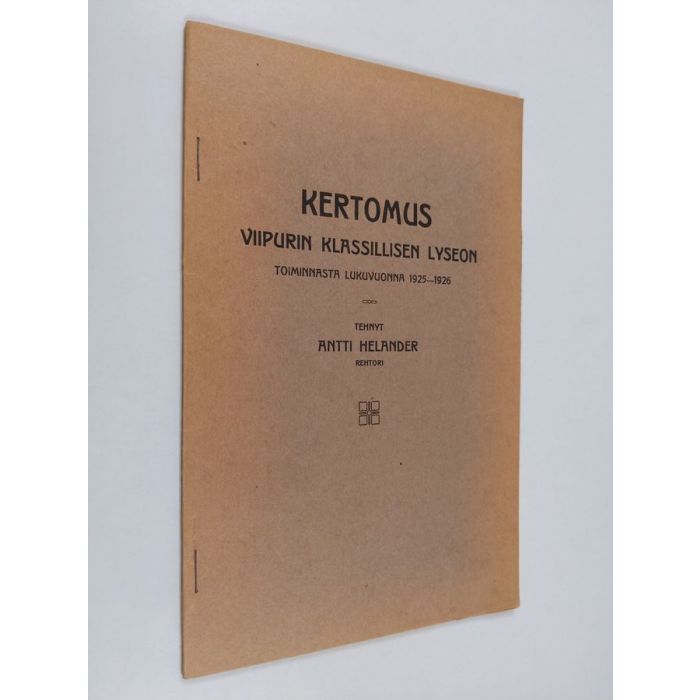 KERTOMUS
VIIPURIN KLASSILLISEN LYSEON
TOIMINNASTA LUKUVUONNA 1925—1926
TEHNYT
ANTTI HELANDER
REHTORI